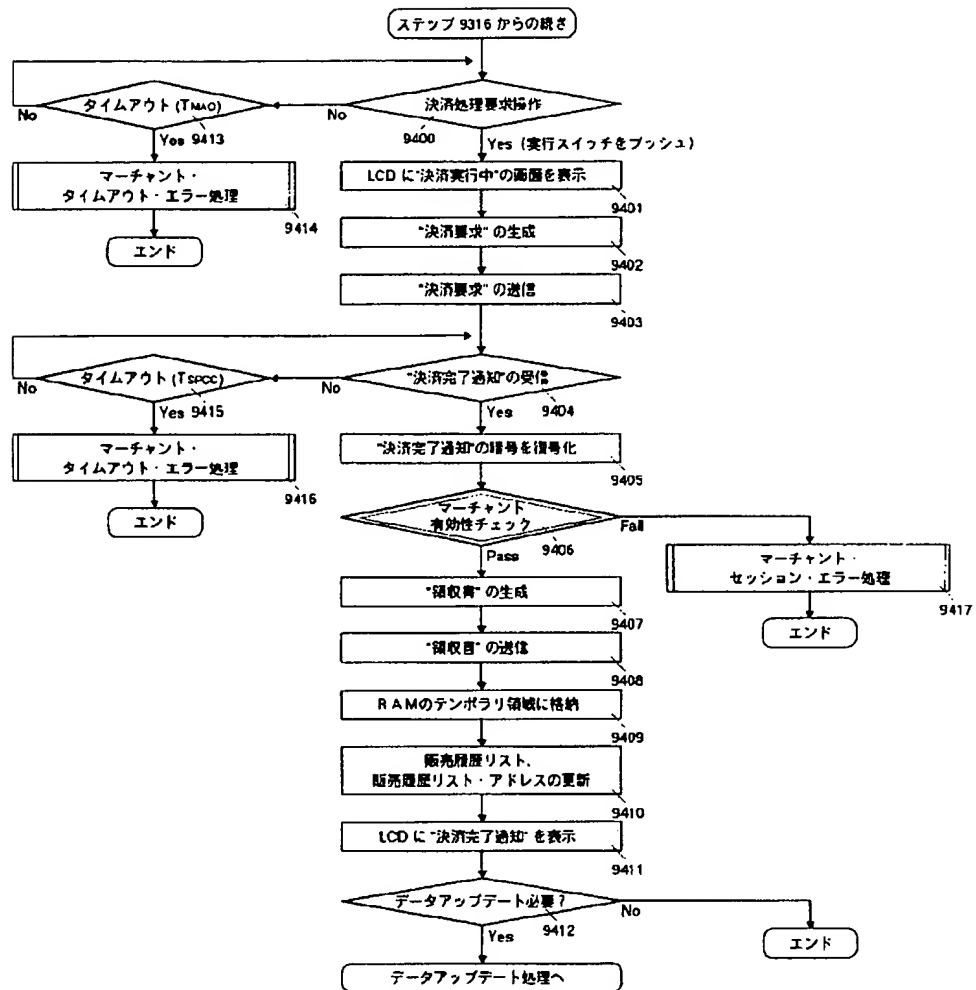 ステップ 9316 からの続き
決済処理要求操作
9400
No
タイムアウト (TMAO)
9413
No
Yes
マーチャント・
タイムアウト・エラー処理
9414
エンド
Yes (実行スイッチをプッシュ)
LCD に"決済実行中"の画面を表示
9401
"決済要求" の生成
9402
"決済要求" の送信
9403
"決済完了通知"の受信
9404
No
タイムアウト (TSPCC)
No
Yes 9415
マーチャント・
タイムアウト・エラー処理
9416
エンド
Yes
"決済完了通知"の暗号を復号化
9405
マーチャント
有効性チェック
9406
Fail
マーチャント・
セッション・エラー処理
9417
エンド
Pass
"領収書" の生成
9407
"領収書" の送信
9408
RAMのテンポラリ領域に格納
9409
販売履歴リスト、
販売履歴リスト・アドレスの更新
9410
LCD に "決済完了通知" を表示
9411
データアップデート必要?
9412
No
エンド
Yes
データアップデート処理へ